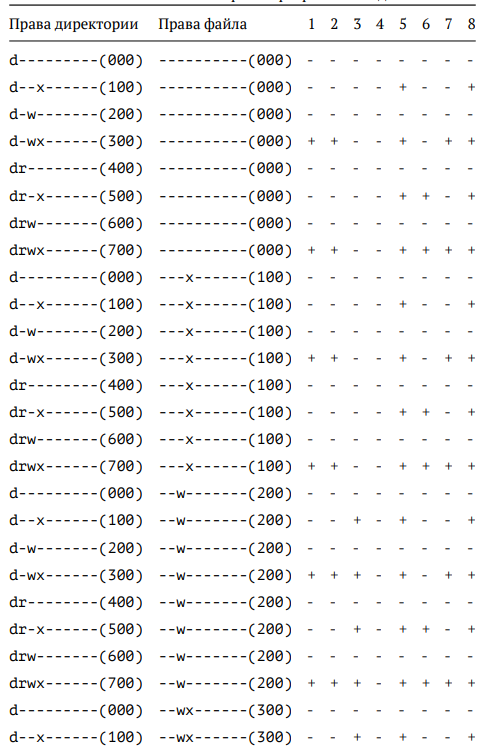 Права директории Права файла 1 2 3 4 5 6 7 8
d---------(000) ----------(000) - - - - - - - -
d--x------(100) ----------(000) - - - - + - - +
d-w-------(200) ----------(000) - - - - - - - -
d-wx------(300) ----------(000) + + - - + - + +
dr--------(400) ----------(000) - - - - - - - -
dr-x------(500) ----------(000) - - - - + + - +
drw-------(600) ----------(000) - - - - - - - -
drwx------(700) ----------(000) + + - - + + + +
d---------(000) ---x------(100) - - - - - - - -
d--x------(100) ---x------(100) - - - - + - - +
d-w-------(200) ---x------(100) - - - - - - - -
d-wx------(300) ---x------(100) + + - - + - + +
dr--------(400) ---x------(100) - - - - - - - -
dr-x------(500) ---x------(100) - - - - + + - +
drw-------(600) ---x------(100) - - - - - - - -
drwx------(700) ---x------(100) + + - - + + + +
d---------(000) --w-------(200) - - - - - - - -
d--x------(100) --w-------(200) - - + - + - - +
d-w-------(200) --w-------(200) - - - - - - - -
d-wx------(300) --w-------(200) + + + - + - + +
dr--------(400) --w-------(200) - - - - - - - -
dr-x------(500) --w-------(200) - - + - + + - +
drw-------(600) --w-------(200) - - - - - - - -
drwx------(700) --w-------(200) + + + - + + + +
d---------(000) --wx------(300) - - - - - - - -
d--x------(100) --wx------(300) - - + - + - - +